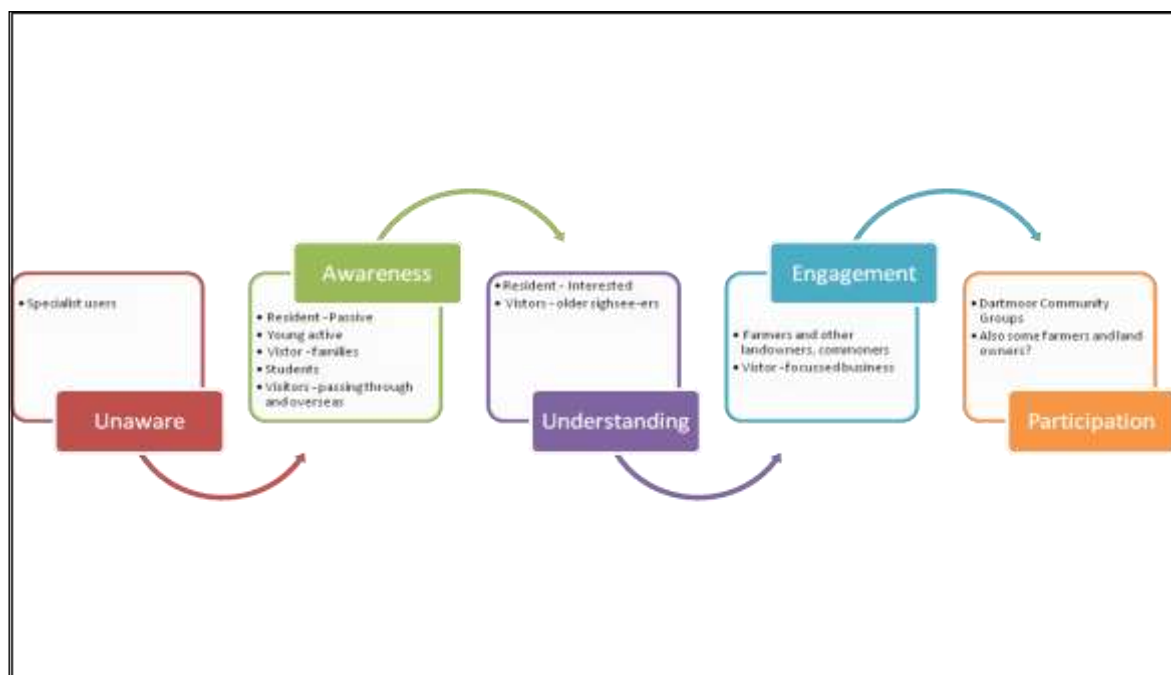 • Specialist users
Unaware
Awareness
• Resident - Passive
• Young active
• Vistor - families
• Students
• Visitors - passing through
and overseas
• Resident - Interested
• Vistors - older sighsee-ers
Understanding
Engagement
• Farmers and other
landowners, commoners
• Vistor - focussed business
• Dartmoor Community
Groups
• Also some farmers and land
owners?
Participation